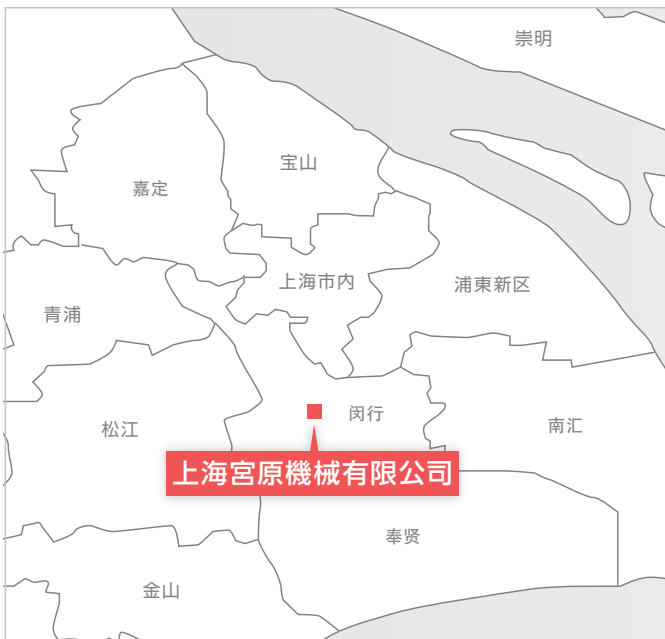 崇明
宝山
嘉定
上海市内
浦東新区
青浦
闵行
松江
南汇
上海宮原機械有限公司
奉贤
金山